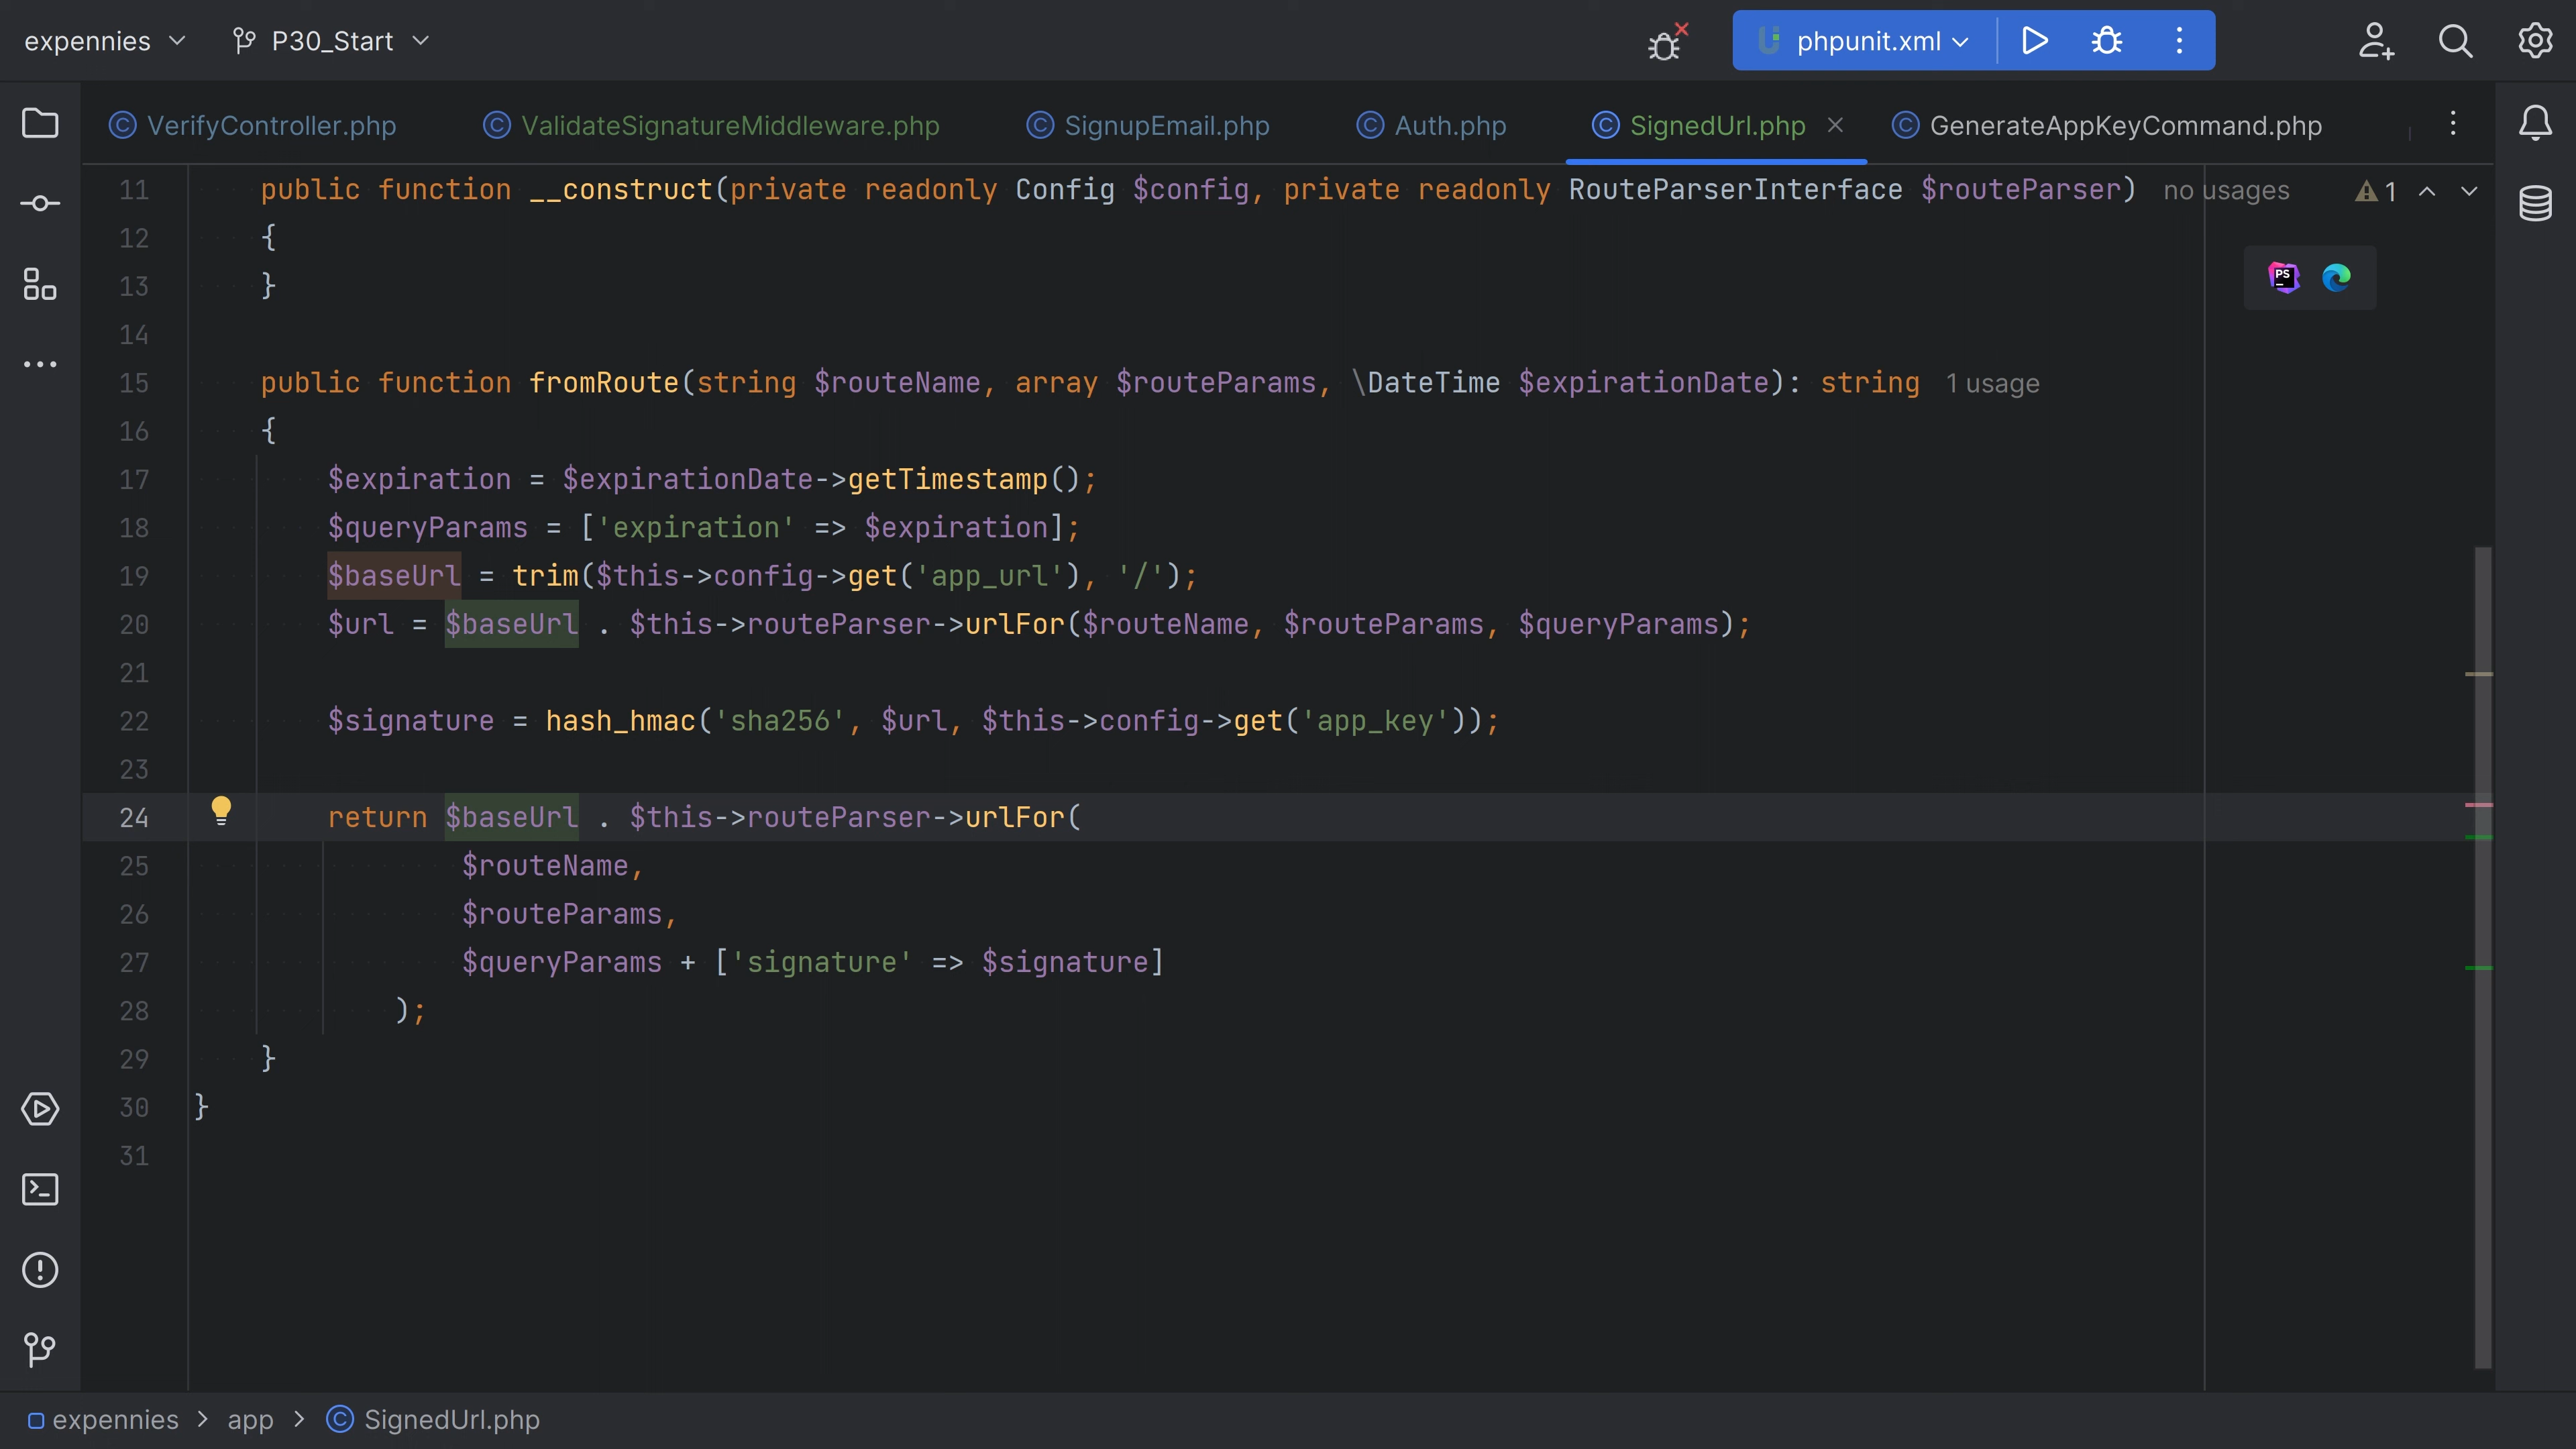 expennies P30_Start phpunit.xml
VerifyController.php ValidateSignatureMiddleware.php SignupEmail.php Auth.php SignedUrl.php GenerateAppKeyCommand.php
11 public function __construct(private readonly Config $config, private readonly RouteParserInterface $routeParser) no usages 1
12 {
13 }
PS
14
15 public function fromRoute(string $routeName, array $routeParams, \DateTime $expirationDate): string 1 usage
16 {
17 $expiration = $expirationDate->getTimestamp();
18 $queryParams = ['expiration' => $expiration];
19 $baseUrl = trim($this->config->get('app_url'), '/');
20 $url = $baseUrl . $this->routeParser->urlFor($routeName, $routeParams, $queryParams);
21
22 $signature = hash_hmac('sha256', $url, $this->config->get('app_key'));
23
24 return $baseUrl . $this->routeParser->urlFor(
25 $routeName,
26 $routeParams,
27 $queryParams + ['signature' => $signature]
28 );
29 }
30 }
31
expennies > app > SignedUrl.php